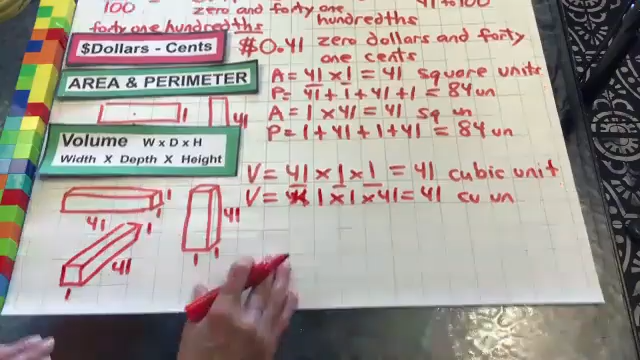 41 to 100
100 zero and forty one
forty one hundredths hundredths
$Dollars - Cents
#0.41 zero dollars and forty
one cents
AREA & PERIMETER
A = 41 x 1 = 41 square units
P = 41 + 1 + 41 + 1 = 84 un
1 41
A = 1 x 41 = 41 sq un
P = 1 + 41 + 1 + 41 = 84 un
Volume W x D x H
Width X Depth X Height
V = 41 x 1 x 1 = 41 cubic unit
V = 1 x 1 x 41 = 41 cu un
1
41 1
41
1
41
1 1
1